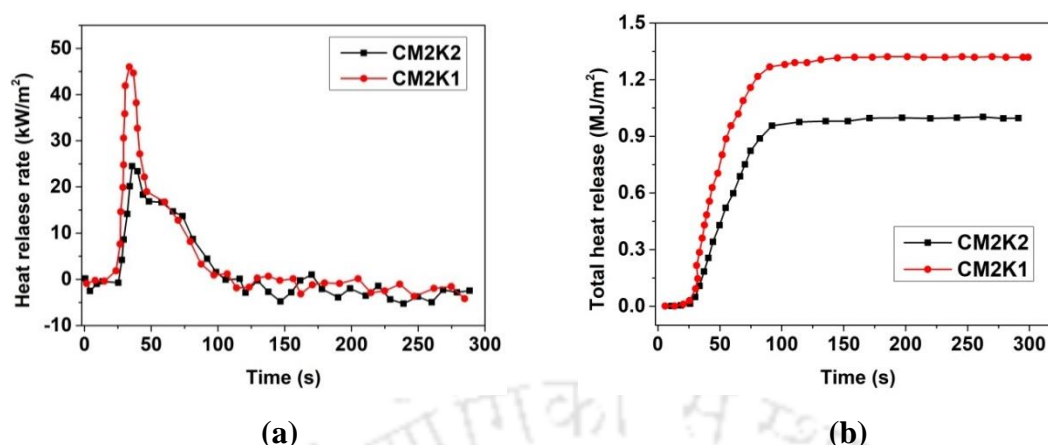 50
40
30
20
10
0
-10
Heat relaese rate (kW/m²)
CM2K2
CM2K1
0 50 100 150 200 250 300
Time (s)
(a)
1.5
1.2
0.9
0.6
0.3
0.0
Total heat release (MJ/m²)
CM2K2
CM2K1
0 50 100 150 200 250 300
Time (s)
(b)